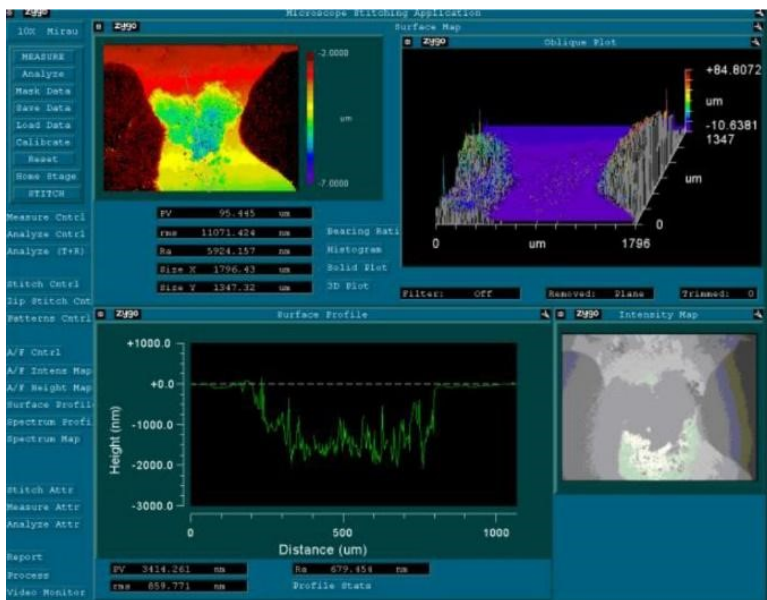 zygo Microscope Stitching Application
10X Mirau
MEASURE
Analyze
Mask Data
Save Data
Load Data
Calibrate
Reset
Home Stage
STITCH
Measure Cntrl
Analyze Cntrl
Analyze (T+R)
Stitch Cntrl
Zip Stitch Cnt
Patterns Cntrl
A/F Cntrl
A/F Intens Map
A/F Height Map
Surface Profil
Spectrum Profi
Spectrum Map
Stitch Attr
Measure Attr
Analyze Attr
Report
Process
Video Monitor
zygo Surface Map
-2.0000
um
-7.0000
PV 95.445 um
rms 11071.424 nm
Ra 5924.157 nm
Size X 1796.43 um
Size Y 1347.32 um
Bearing Rati
Histogram
Solid Plot
3D Plot
zygo Oblique Plot
+84.8072
um
-10.6381
1347
um
0
0 um 1796
Filter: Off
Removed: Plane
Trimmed: 0
zygo Surface Profile
+1000.0
+0.0
-1000.0
-2000.0
-3000.0
Height (nm)
0 500 1000
Distance (um)
PV 3414.261 nm
rms 859.771 nm
Ra 679.454 nm
Profile Stats
zygo Intensity Map